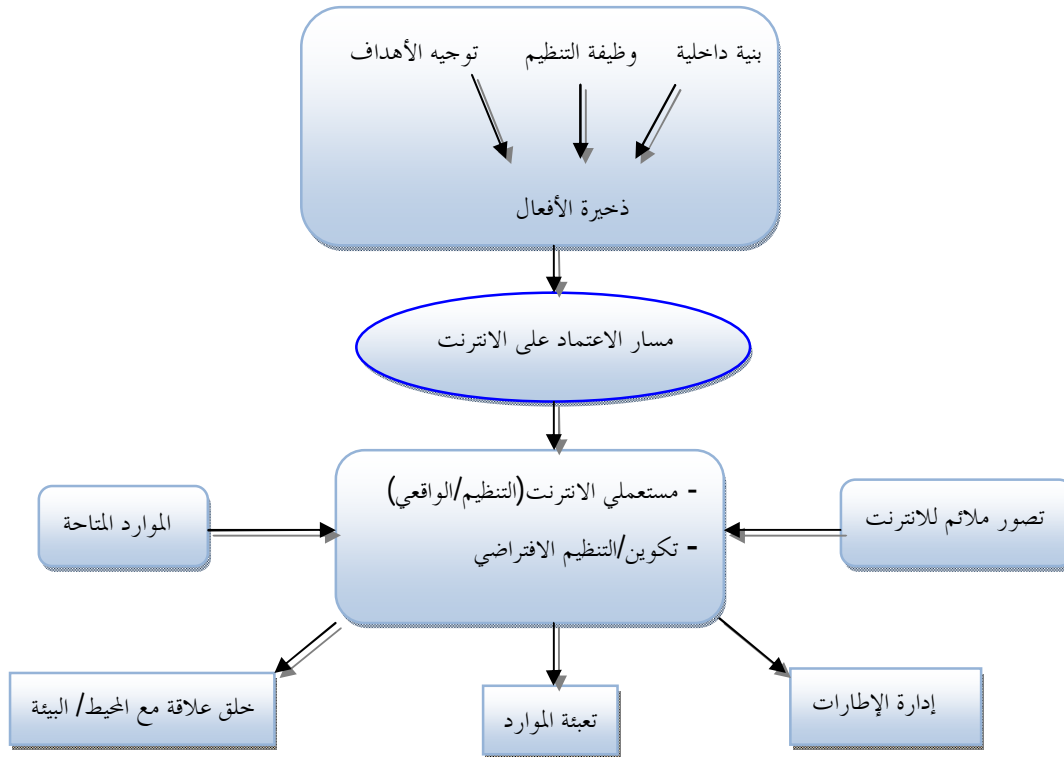 بنية داخلية
وظيفة التنظيم
توجيه الأهداف
ذخيرة الأفعال
مسار الاعتماد على الانترنت
- مستعملي الانترنت(التنظيم/الواقعي)
- تكوين/التنظيم الافتراضي
تصور ملائم للانترنت
الموارد المتاحة
إدارة الإطارات
تعبئة الموارد
خلق علاقة مع المحيط/ البيئة